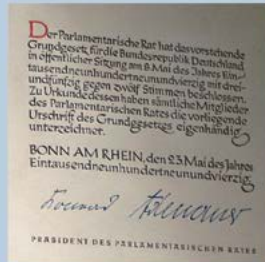 Der Parlamentarische Rat hat das vorstehende
Grundgesetz für die Bundesrepublik Deutschland
in öffentlicher Sitzung am 8. Mai des Jahres Ein-
tausendneunhundertneunundvierzig mit drei-
undfünfzig gegen zwölf Stimmen beschlossen.
Zu Urkunde dessen haben sämtliche Mitglieder
des Parlamentarischen Rates die vorliegende
Urschrift des Grundgesetzes eigenhändig
unterzeichnet.
BONN AM RHEIN, den 23. Mai des Jahres
Eintausendneunhundertneunundvierzig
Konrad Adenauer
PRÄSIDENT DES PARLAMENTARISCHEN RATES